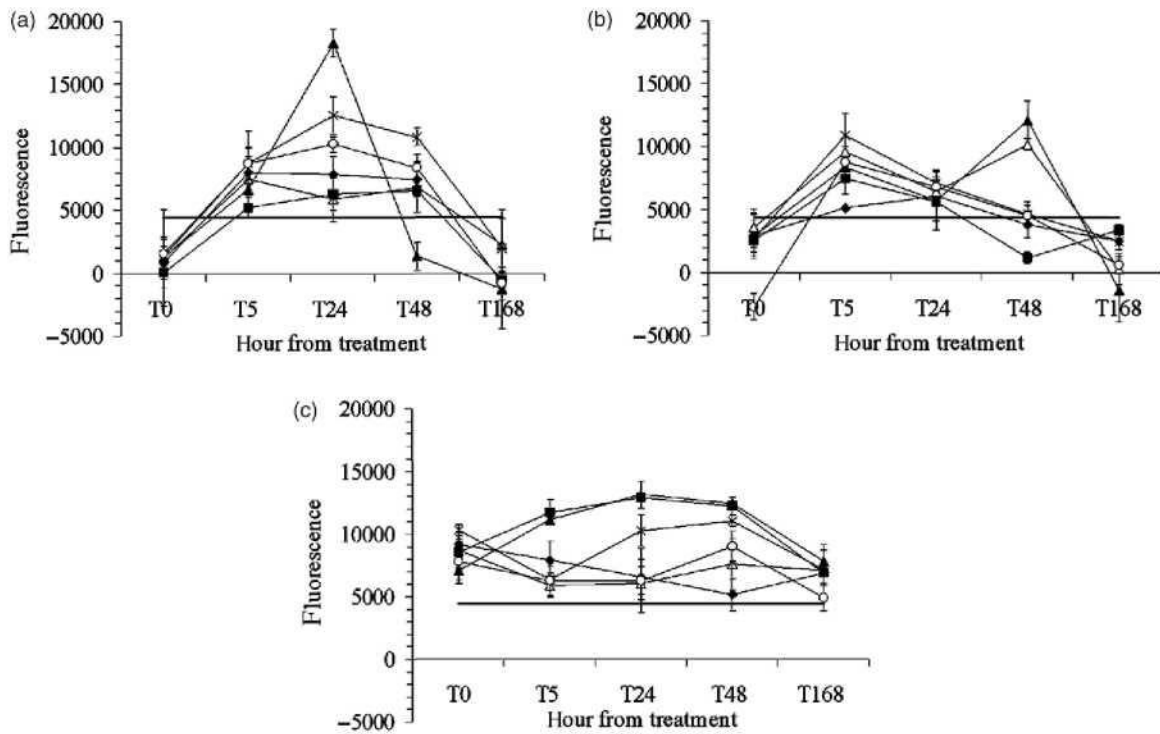 (a)
20000
15000
10000
5000
0
−5000
Fluorescence
T0 T5 T24 T48 T168
Hour from treatment
(b)
20000
15000
10000
5000
0
−5000
Fluorescence
T0 T5 T24 T48 T168
Hour from treatment
(c)
20000
15000
10000
5000
0
−5000
Fluorescence
T0 T5 T24 T48 T168
Hour from treatment